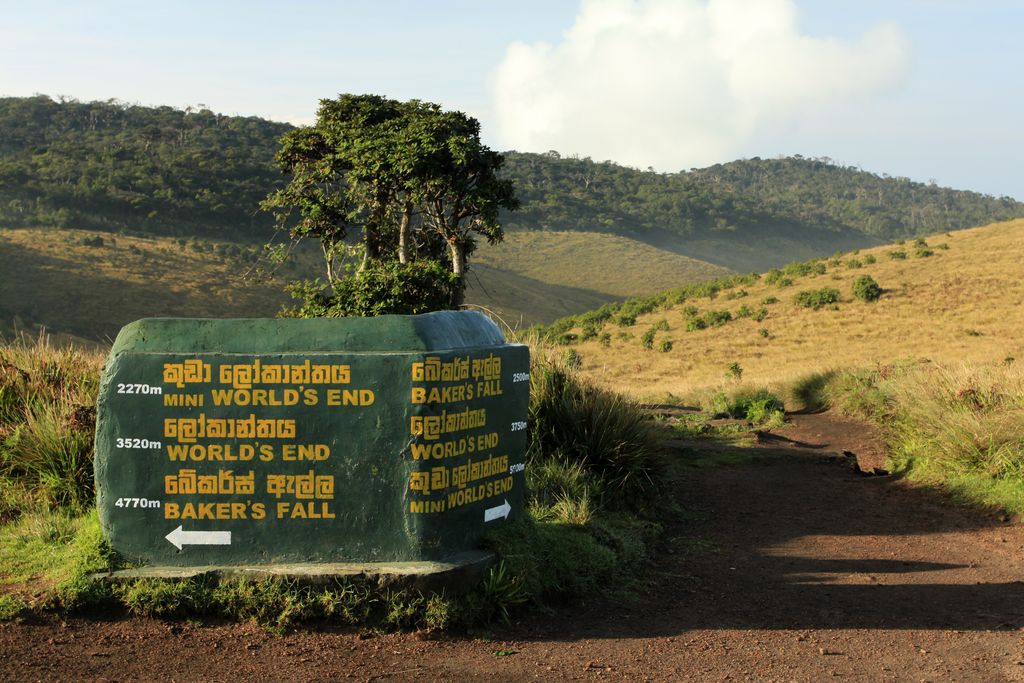 කුඩා ලෝකාන්තය
2270m MINI WORLD'S END
ලෝකාන්තය
3520m WORLD'S END
බේකර්ස් ඇල්ල
4770m BAKER'S FALL
බේකර්ස් ඇල්ල
BAKER'S FALL 2500m
ලෝකාන්තය
WORLD'S END 3750m
කුඩා ලෝකාන්තය
MINI WORLD'S END